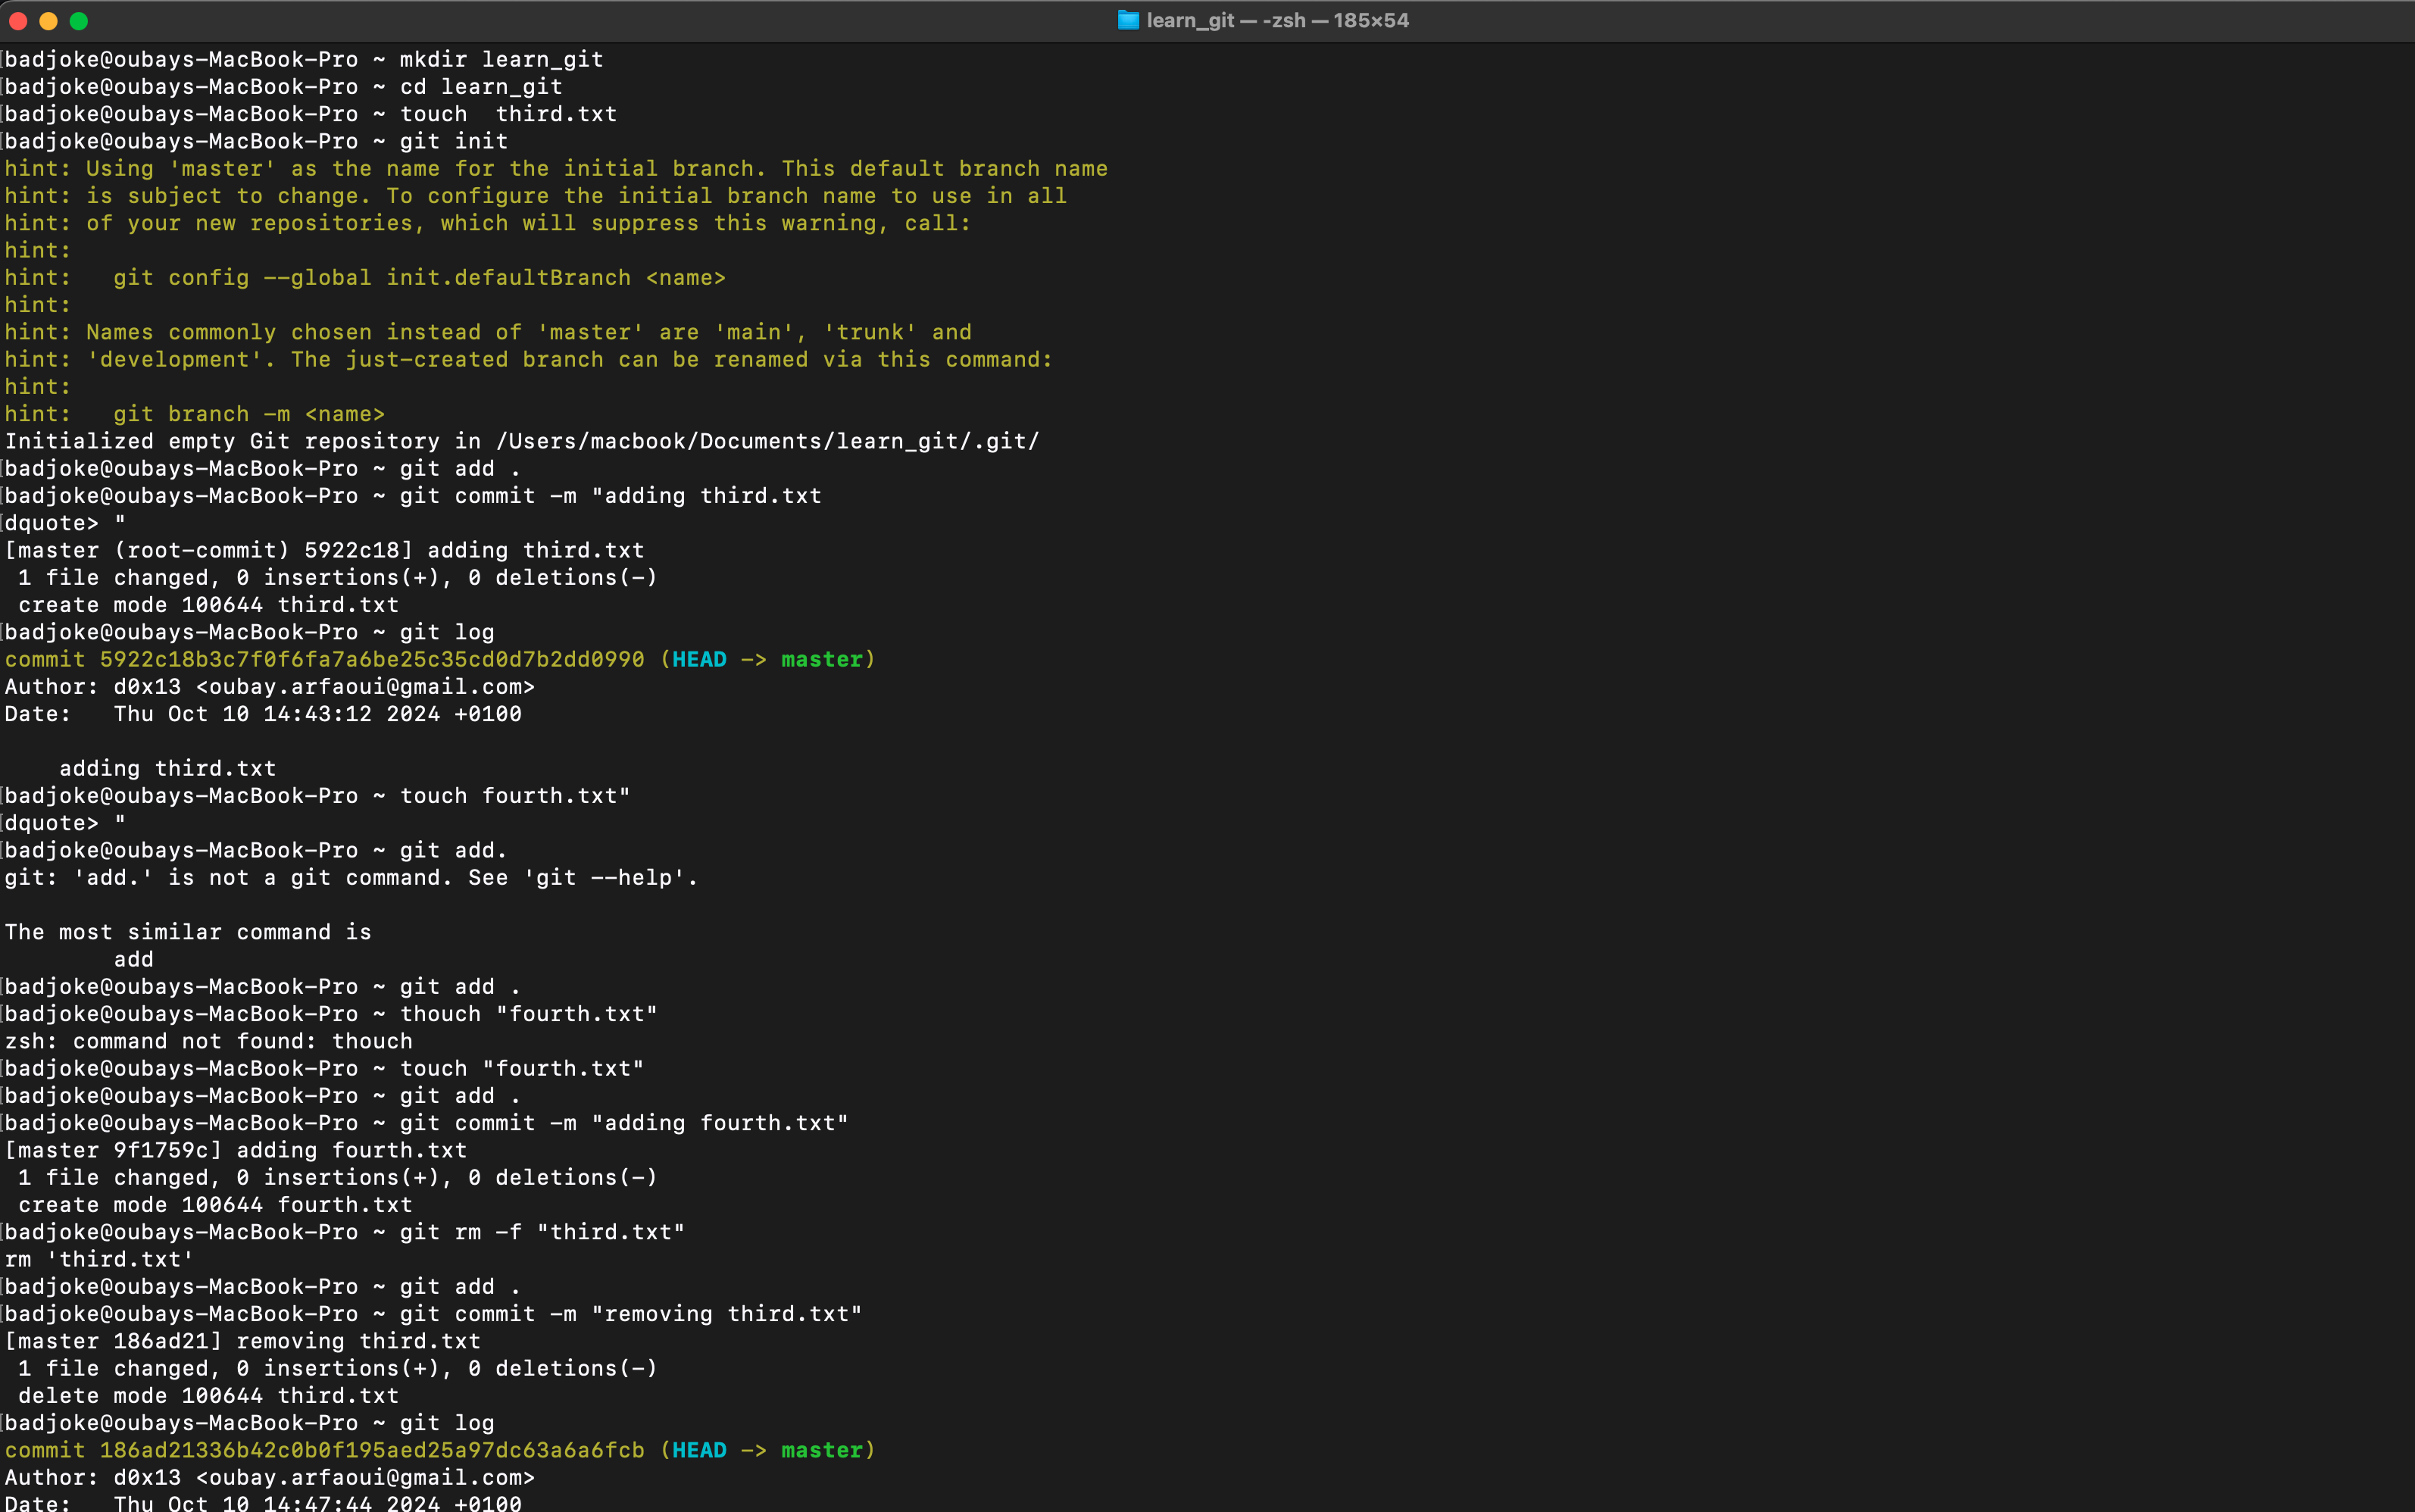 learn_git — -zsh — 185×54
[badjoke@oubays-MacBook-Pro ~ mkdir learn_git
[badjoke@oubays-MacBook-Pro ~ cd learn_git
[badjoke@oubays-MacBook-Pro ~ touch  third.txt
[badjoke@oubays-MacBook-Pro ~ git init
hint: Using 'master' as the name for the initial branch. This default branch name
hint: is subject to change. To configure the initial branch name to use in all
hint: of your new repositories, which will suppress this warning, call:
hint:
hint:   git config --global init.defaultBranch <name>
hint:
hint: Names commonly chosen instead of 'master' are 'main', 'trunk' and
hint: 'development'. The just-created branch can be renamed via this command:
hint:
hint:   git branch -m <name>
Initialized empty Git repository in /Users/macbook/Documents/learn_git/.git/
[badjoke@oubays-MacBook-Pro ~ git add .
[badjoke@oubays-MacBook-Pro ~ git commit -m "adding third.txt
[dquote> "
[master (root-commit) 5922c18] adding third.txt
 1 file changed, 0 insertions(+), 0 deletions(-)
 create mode 100644 third.txt
[badjoke@oubays-MacBook-Pro ~ git log
commit 5922c18b3c7f0f6fa7a6be25c35cd0d7b2dd0990 (HEAD -> master)
Author: d0x13 <oubay.arfaoui@gmail.com>
Date:   Thu Oct 10 14:43:12 2024 +0100

    adding third.txt
[badjoke@oubays-MacBook-Pro ~ touch fourth.txt"
[dquote> "
[badjoke@oubays-MacBook-Pro ~ git add.
git: 'add.' is not a git command. See 'git --help'.

The most similar command is
        add
[badjoke@oubays-MacBook-Pro ~ git add .
[badjoke@oubays-MacBook-Pro ~ thouch "fourth.txt"
zsh: command not found: thouch
[badjoke@oubays-MacBook-Pro ~ touch "fourth.txt"
[badjoke@oubays-MacBook-Pro ~ git add .
[badjoke@oubays-MacBook-Pro ~ git commit -m "adding fourth.txt"
[master 9f1759c] adding fourth.txt
 1 file changed, 0 insertions(+), 0 deletions(-)
 create mode 100644 fourth.txt
[badjoke@oubays-MacBook-Pro ~ git rm -f "third.txt"
rm 'third.txt'
[badjoke@oubays-MacBook-Pro ~ git add .
[badjoke@oubays-MacBook-Pro ~ git commit -m "removing third.txt"
[master 186ad21] removing third.txt
 1 file changed, 0 insertions(+), 0 deletions(-)
 delete mode 100644 third.txt
[badjoke@oubays-MacBook-Pro ~ git log
commit 186ad21336b42c0b0f195aed25a97dc63a6a6fcb (HEAD -> master)
Author: d0x13 <oubay.arfaoui@gmail.com>
Date:   Thu Oct 10 14:47:44 2024 +0100